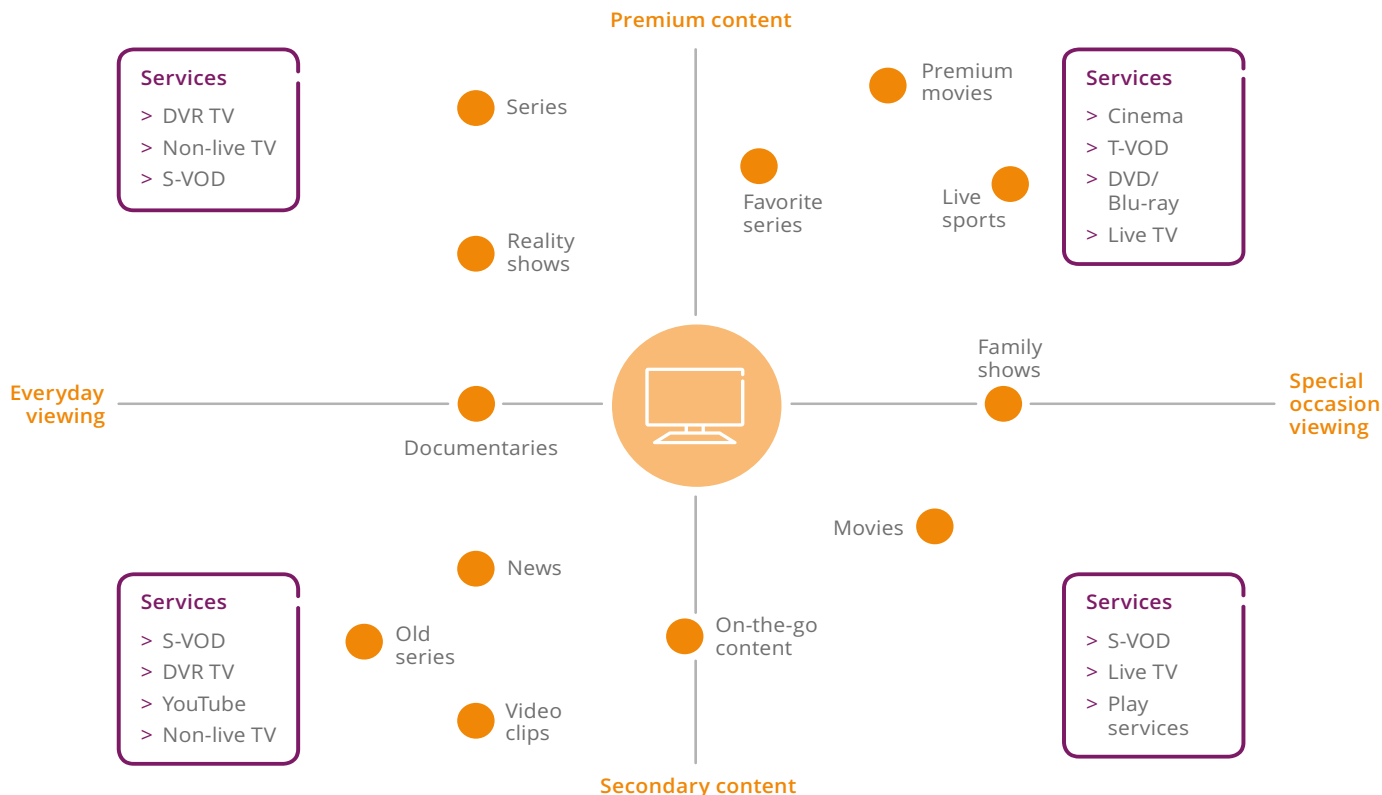 Premium content
Services
> DVR TV
> Non-live TV
> S-VOD
Series
Reality
shows
Premium
movies
Favorite
series
Live
sports
Services
> Cinema
> T-VOD
> DVD/
Blu-ray
> Live TV
Everyday
viewing
Documentaries
Family
shows
Special
occasion
viewing
Movies
Services
> S-VOD
> DVR TV
> YouTube
> Non-live TV
News
Old
series
Video
clips
On-the-go
content
Services
> S-VOD
> Live TV
> Play
services
Secondary content